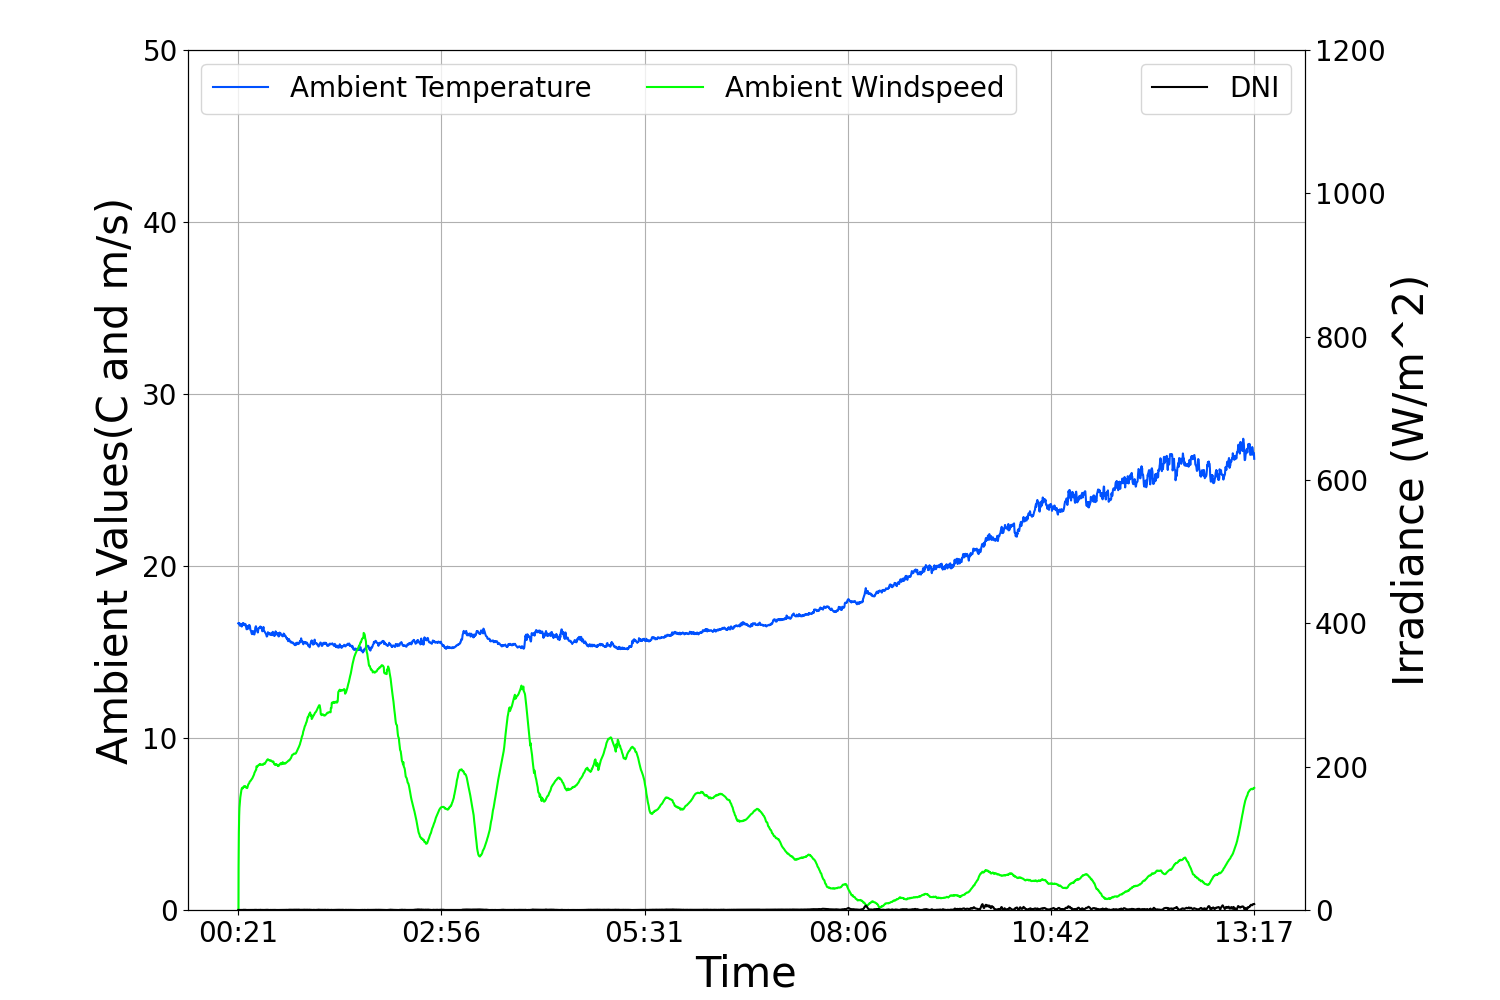 50
40
30
20
10
0
Ambient Values(C and m/s)
Ambient Temperature
Ambient Windspeed
DNI
1200
1000
800
600
400
200
0
Irradiance (W/m^2)
00:21 02:56 05:31 08:06 10:42 13:17
Time